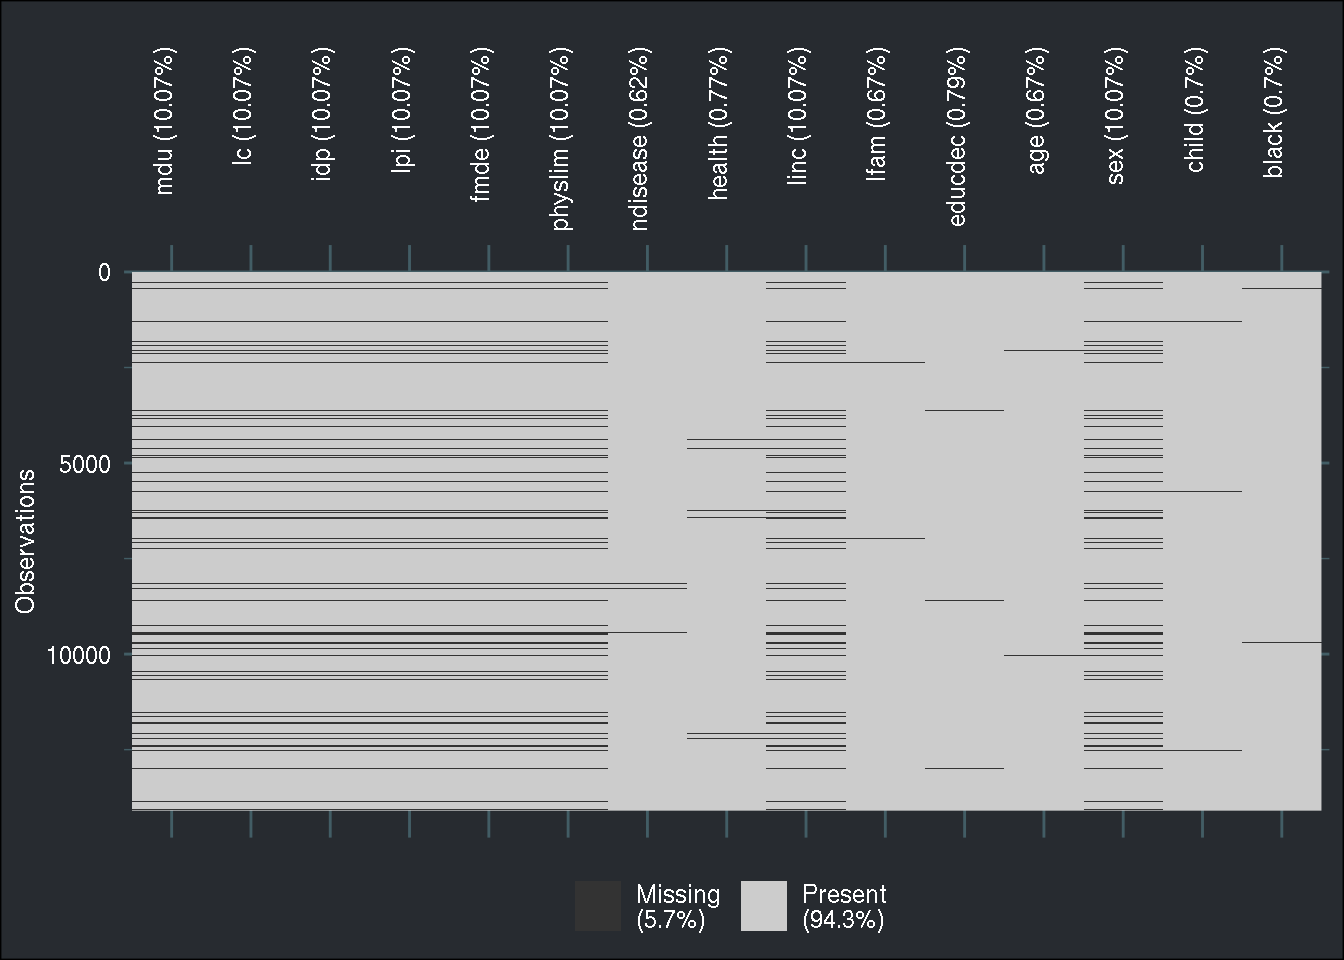 mdu (10.07%)
lc (10.07%)
idp (10.07%)
lpi (10.07%)
fmde (10.07%)
physlim (10.07%)
ndisease (0.62%)
health (0.77%)
linc (10.07%)
lfam (0.67%)
educdec (0.79%)
age (0.67%)
sex (10.07%)
child (0.7%)
black (0.7%)
0
5000
10000
Observations
Missing
(5.7%)
Present
(94.3%)